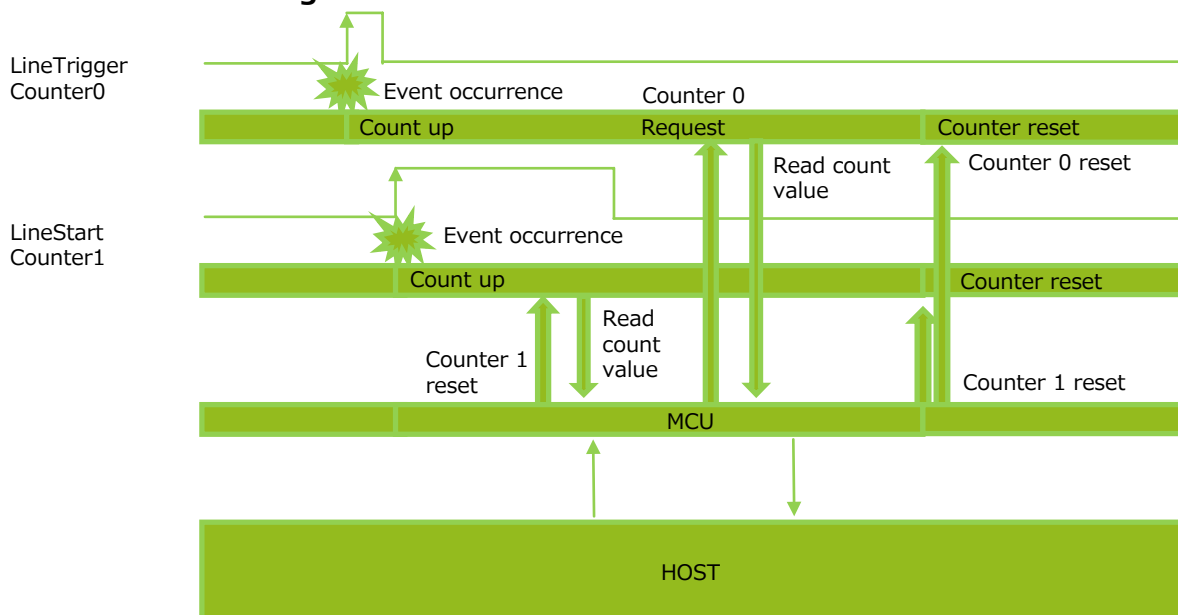 LineTrigger
Counter0
Event occurrence
Counter 0
Count up
Request
Counter reset
Read count
value
Counter 0 reset
LineStart
Counter1
Event occurrence
Count up
Counter reset
Read
count
value
Counter 1
reset
Counter 1 reset
MCU
HOST